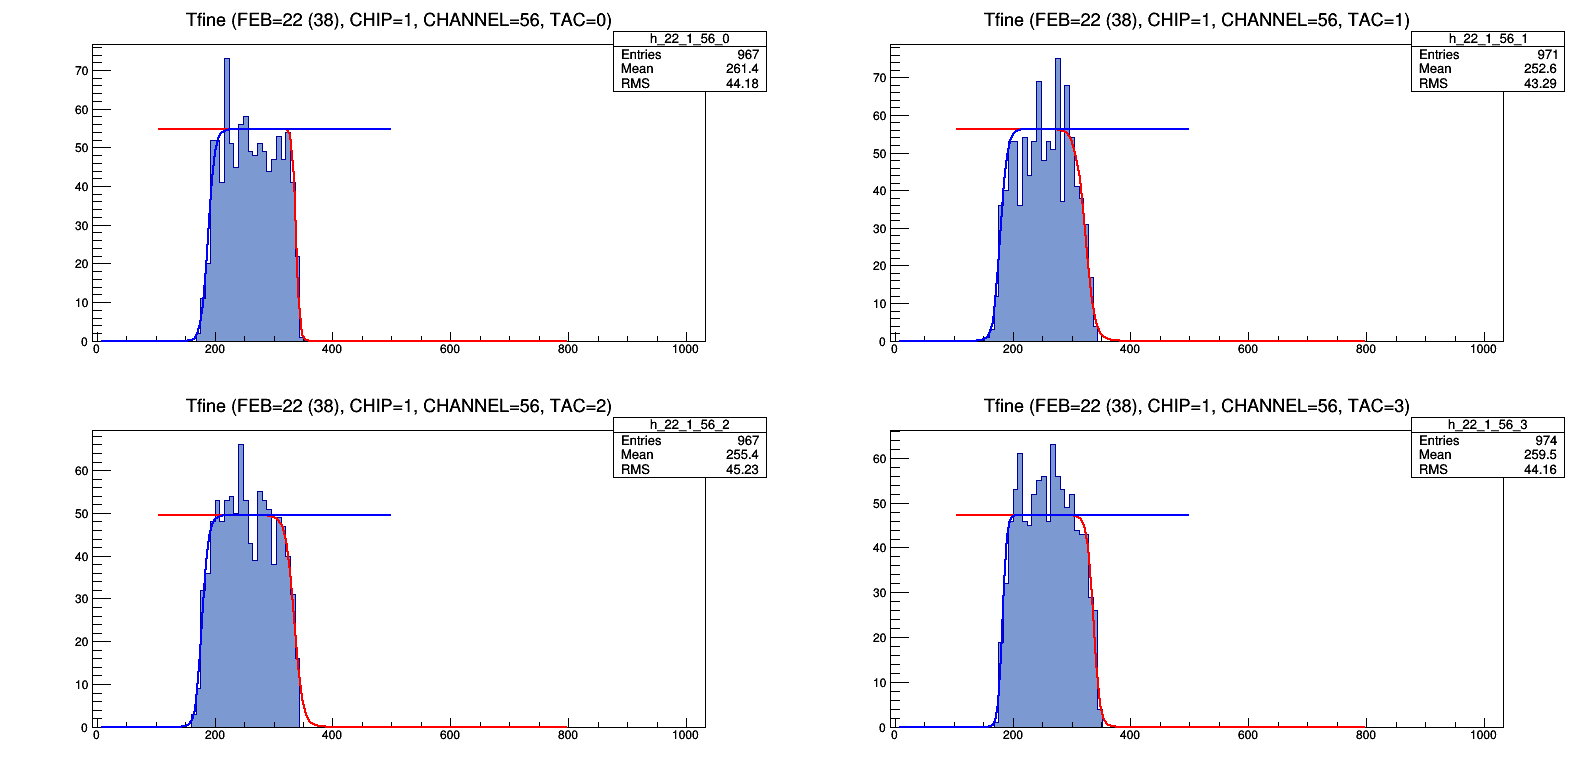 Tfine (FEB=22 (38), CHIP=1, CHANNEL=56, TAC=0)
h_22_1_56_0
Entries 967
Mean 261.4
RMS 44.18
70
60
50
40
30
20
10
0
0 200 400 600 800 1000
Tfine (FEB=22 (38), CHIP=1, CHANNEL=56, TAC=1)
h_22_1_56_1
Entries 971
Mean 252.6
RMS 43.29
70
60
50
40
30
20
10
0
0 200 400 600 800 1000
Tfine (FEB=22 (38), CHIP=1, CHANNEL=56, TAC=2)
h_22_1_56_2
Entries 967
Mean 255.4
RMS 45.23
60
50
40
30
20
10
0
0 200 400 600 800 1000
Tfine (FEB=22 (38), CHIP=1, CHANNEL=56, TAC=3)
h_22_1_56_3
Entries 974
Mean 259.5
RMS 44.16
60
50
40
30
20
10
0
0 200 400 600 800 1000